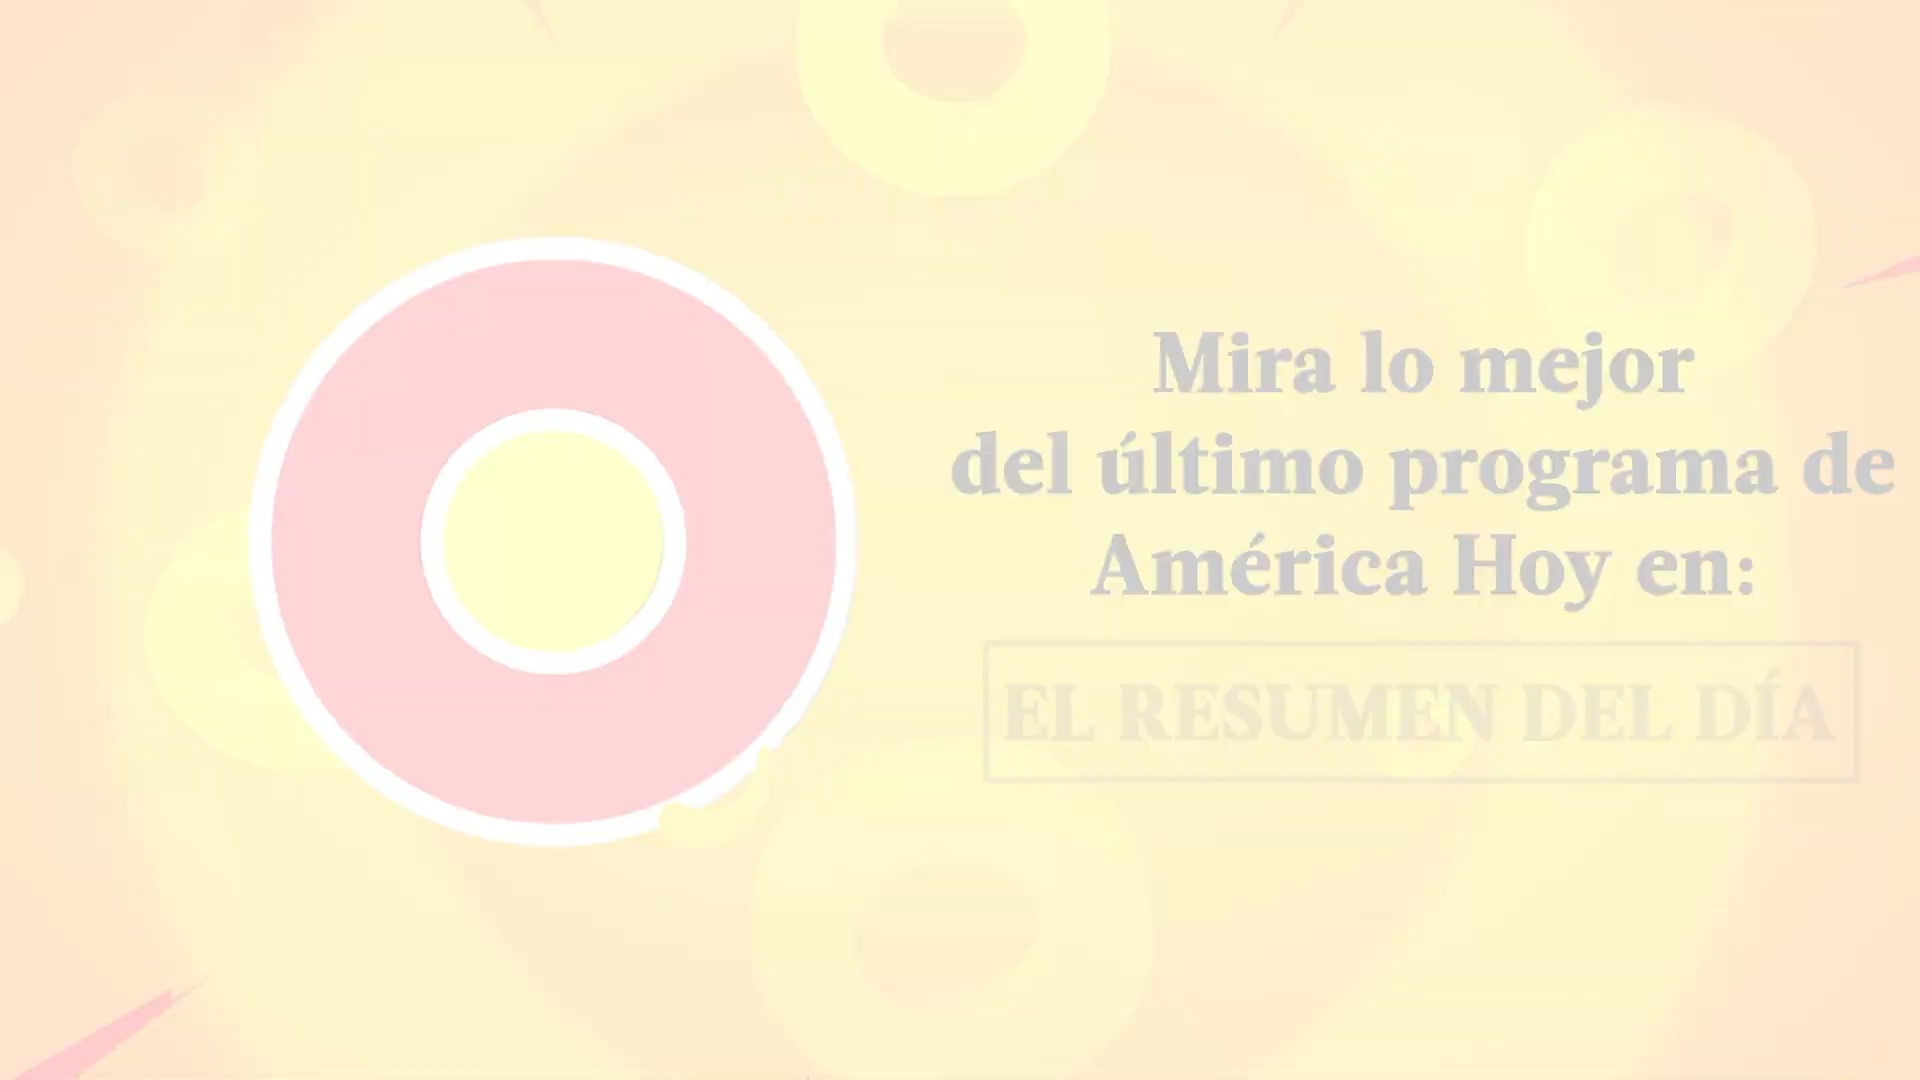 Mira lo mejor
del último programa de
América Hoy en:
EL RESUMEN DEL DÍA